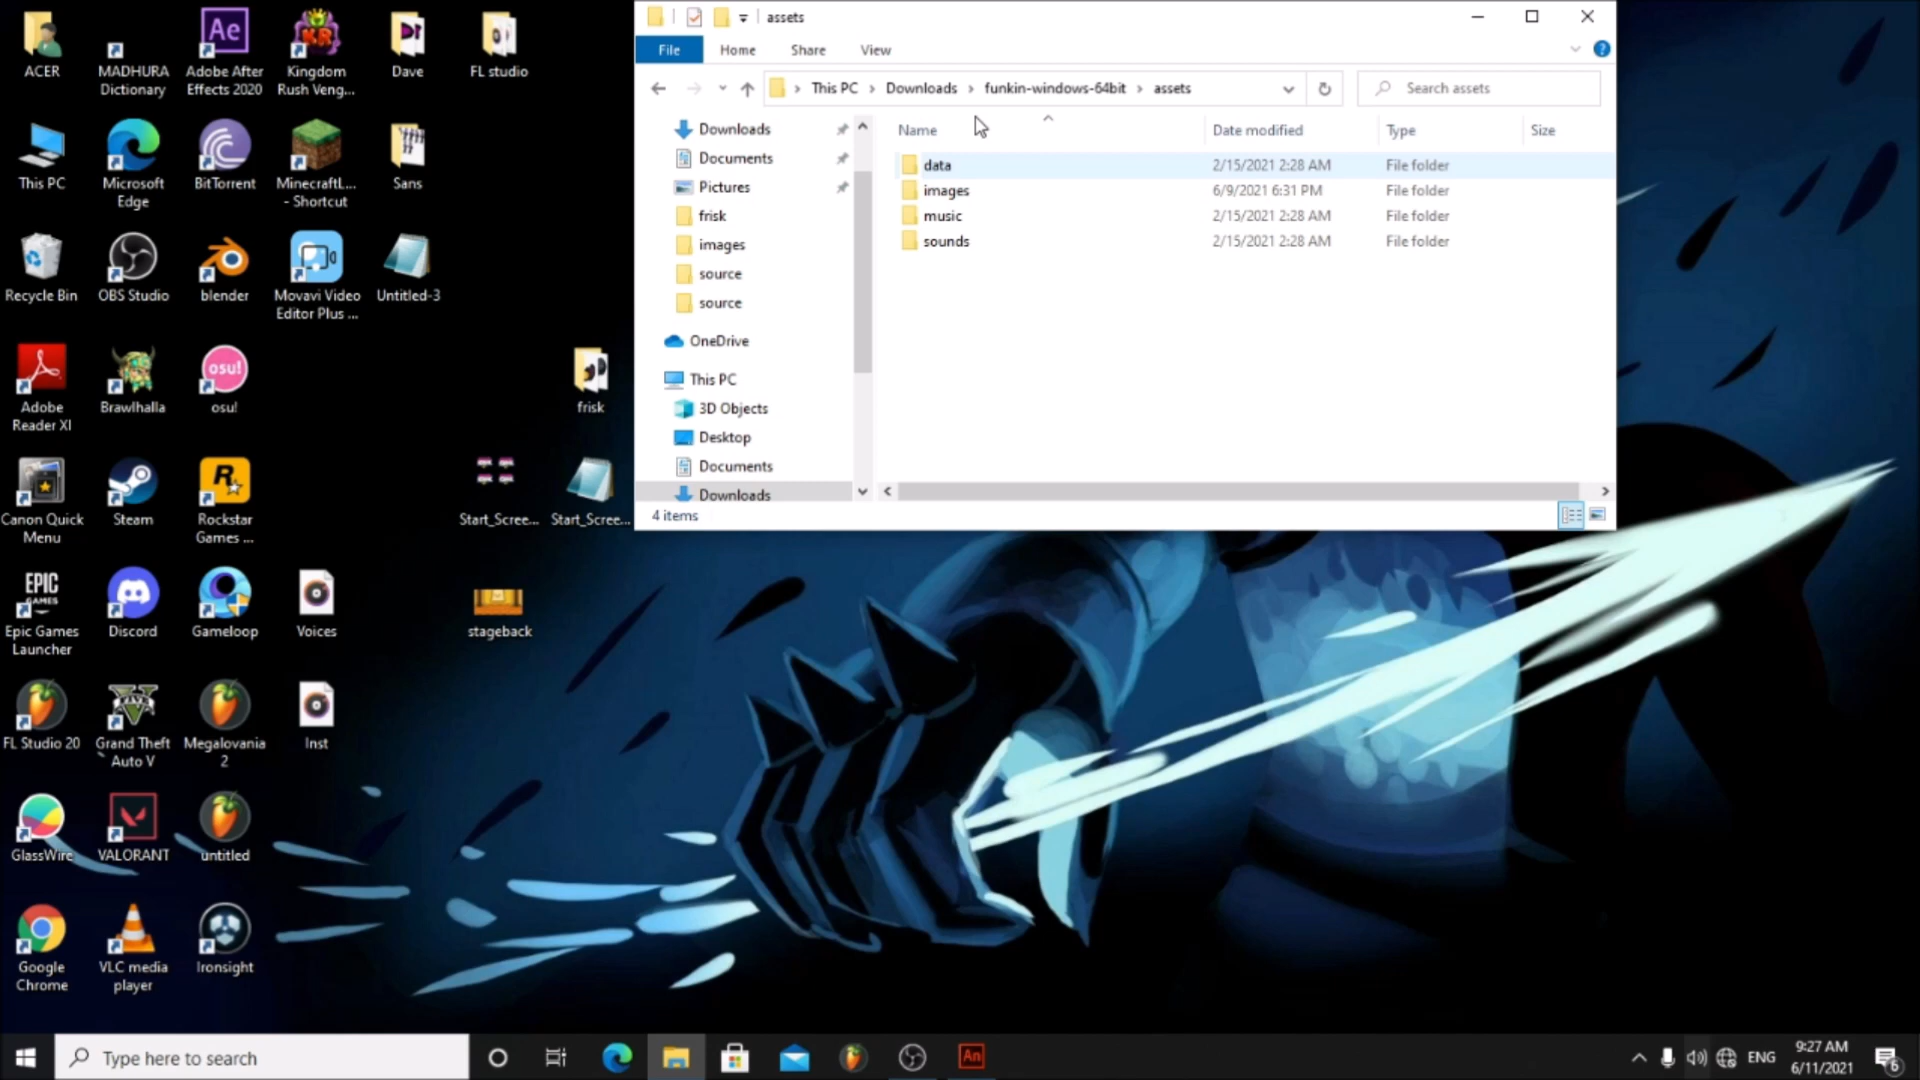 ACER
MADHURA
Dictionary
Ae
Adobe After
Effects 2020
KR
Kingdom
Rush Veng...
Dave
FL studio
This PC
Microsoft
Edge
BitTorrent
MinecraftL...
- Shortcut
Sans
Recycle Bin
OBS Studio
blender
Movavi Video
Editor Plus ...
Untitled-3
Adobe
Reader XI
Brawlhalla
osu!
osu!
frisk
Canon Quick
Menu
Steam
R
Rockstar
Games ...
Start_Scree...
Start_Scree...
EPIC
GAMES
Epic Games
Launcher
Discord
Gameloop
Voices
stageback
FL Studio 20
V
Grand Theft
Auto V
Megalovania
2
Inst
GlassWire
VALORANT
untitled
Google
Chrome
VLC media
player
Ironsight
assets
File
Home
Share
View
?
This PC
Downloads
funkin-windows-64bit
assets
Search assets
Downloads
Documents
Pictures
frisk
images
source
source
OneDrive
This PC
3D Objects
Desktop
Documents
Downloads
Name
Date modified
Type
Size
data 2/15/2021 2:28 AM File folder
images 6/9/2021 6:31 PM File folder
music 2/15/2021 2:28 AM File folder
sounds 2/15/2021 2:28 AM File folder
4 items
Type here to search
An
ENG
9:27 AM
6/11/2021
6